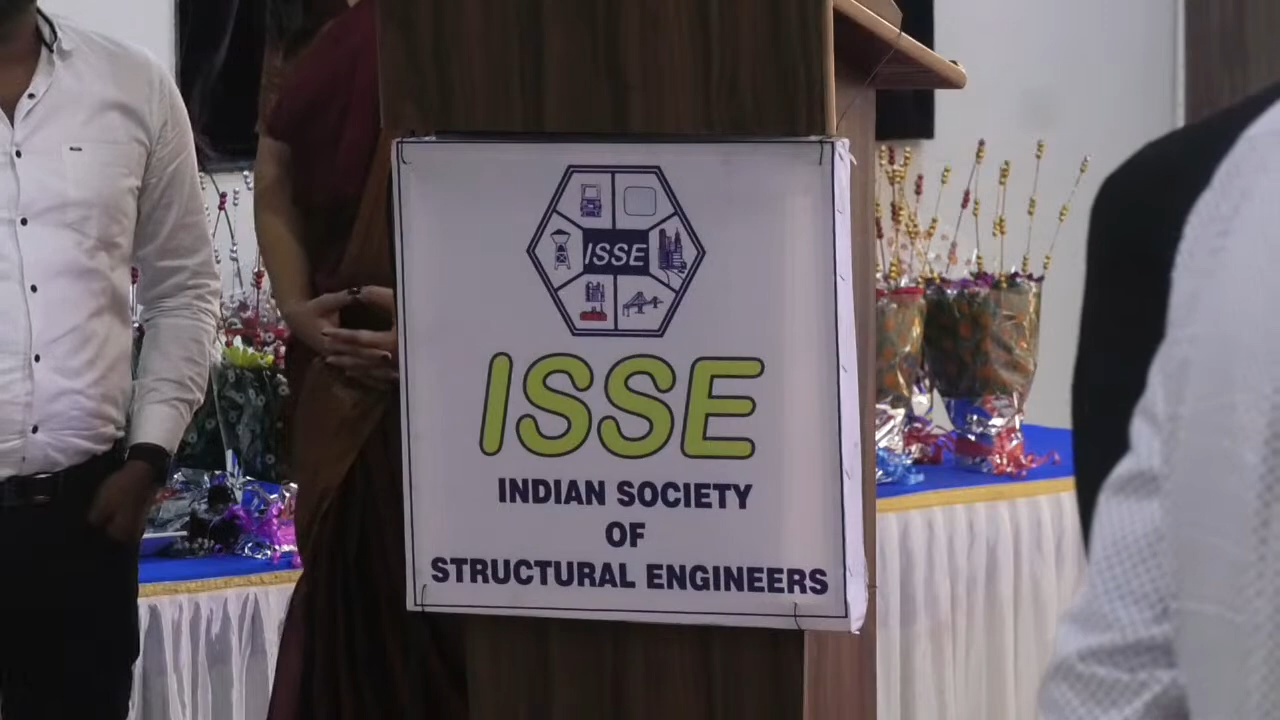 ISSE
ISSE
INDIAN SOCIETY
OF
STRUCTURAL ENGINEERS